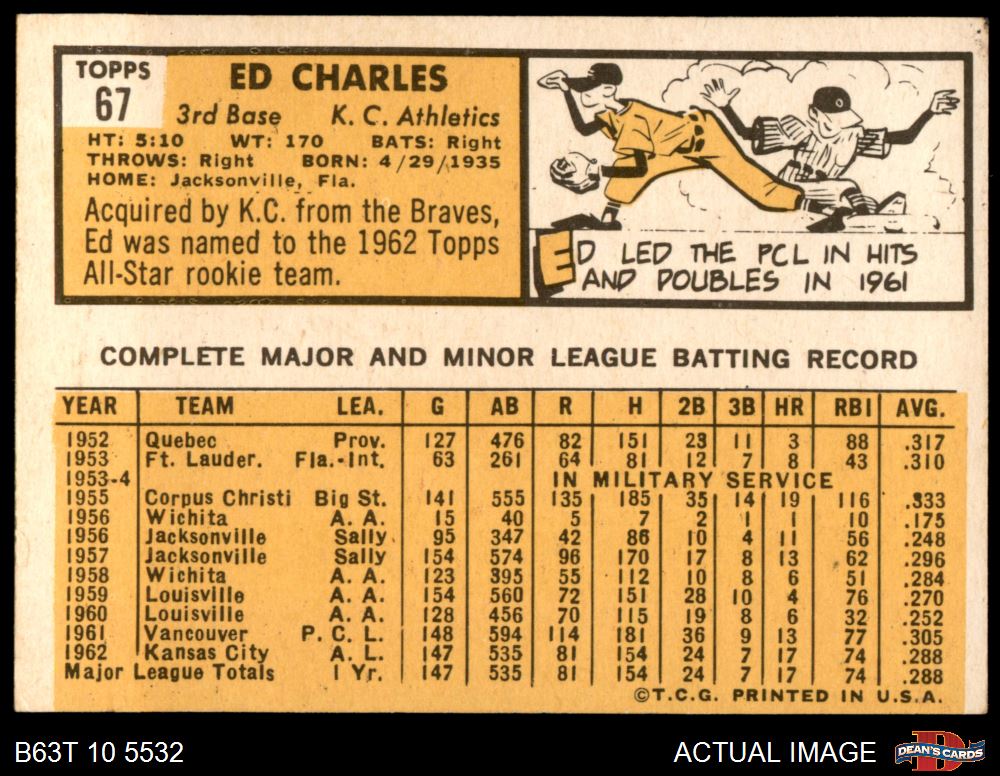 TOPPS
67
ED CHARLES
3rd Base K. C. Athletics
HT: 5:10 WT: 170 BATS: Right
THROWS: Right BORN: 4/29/1935
HOME: Jacksonville, Fla.
Acquired by K.C. from the Braves,
Ed was named to the 1962 Topps
All-Star rookie team.
ED LED THE PCL IN HITS
AND DOUBLES IN 1961
COMPLETE MAJOR AND MINOR LEAGUE BATTING RECORD
YEAR TEAM LEA. G AB R H 2B 3B HR RBI AVG.
1952 Quebec Prov. 127 476 82 151 23 11 3 88 .317
1953 Ft. Lauder. Fla.-Int. 63 261 64 81 12 7 8 43 .310
1953-4 IN MILITARY SERVICE
1955 Corpus Christi Big St. 141 555 135 185 35 14 19 116 .333
1956 Wichita A. A. 15 40 5 7 2 1 1 10 .175
1956 Jacksonville Sally 95 347 42 86 10 4 11 56 .248
1957 Jacksonville Sally 154 574 96 170 17 8 13 62 .296
1958 Wichita A. A. 123 395 55 112 10 8 6 51 .284
1959 Louisville A. A. 154 560 72 151 28 10 4 76 .270
1960 Louisville A. A. 128 456 70 115 19 8 6 32 .252
1961 Vancouver P. C. L. 148 594 114 181 36 9 13 77 .305
1962 Kansas City A. L. 147 535 81 154 24 7 17 74 .288
Major League Totals 1 Yr. 147 535 81 154 24 7 17 74 .288
©T.C.G. PRINTED IN U.S.A.
B63T 10 5532 ACTUAL IMAGE
DEAN'S CARDS